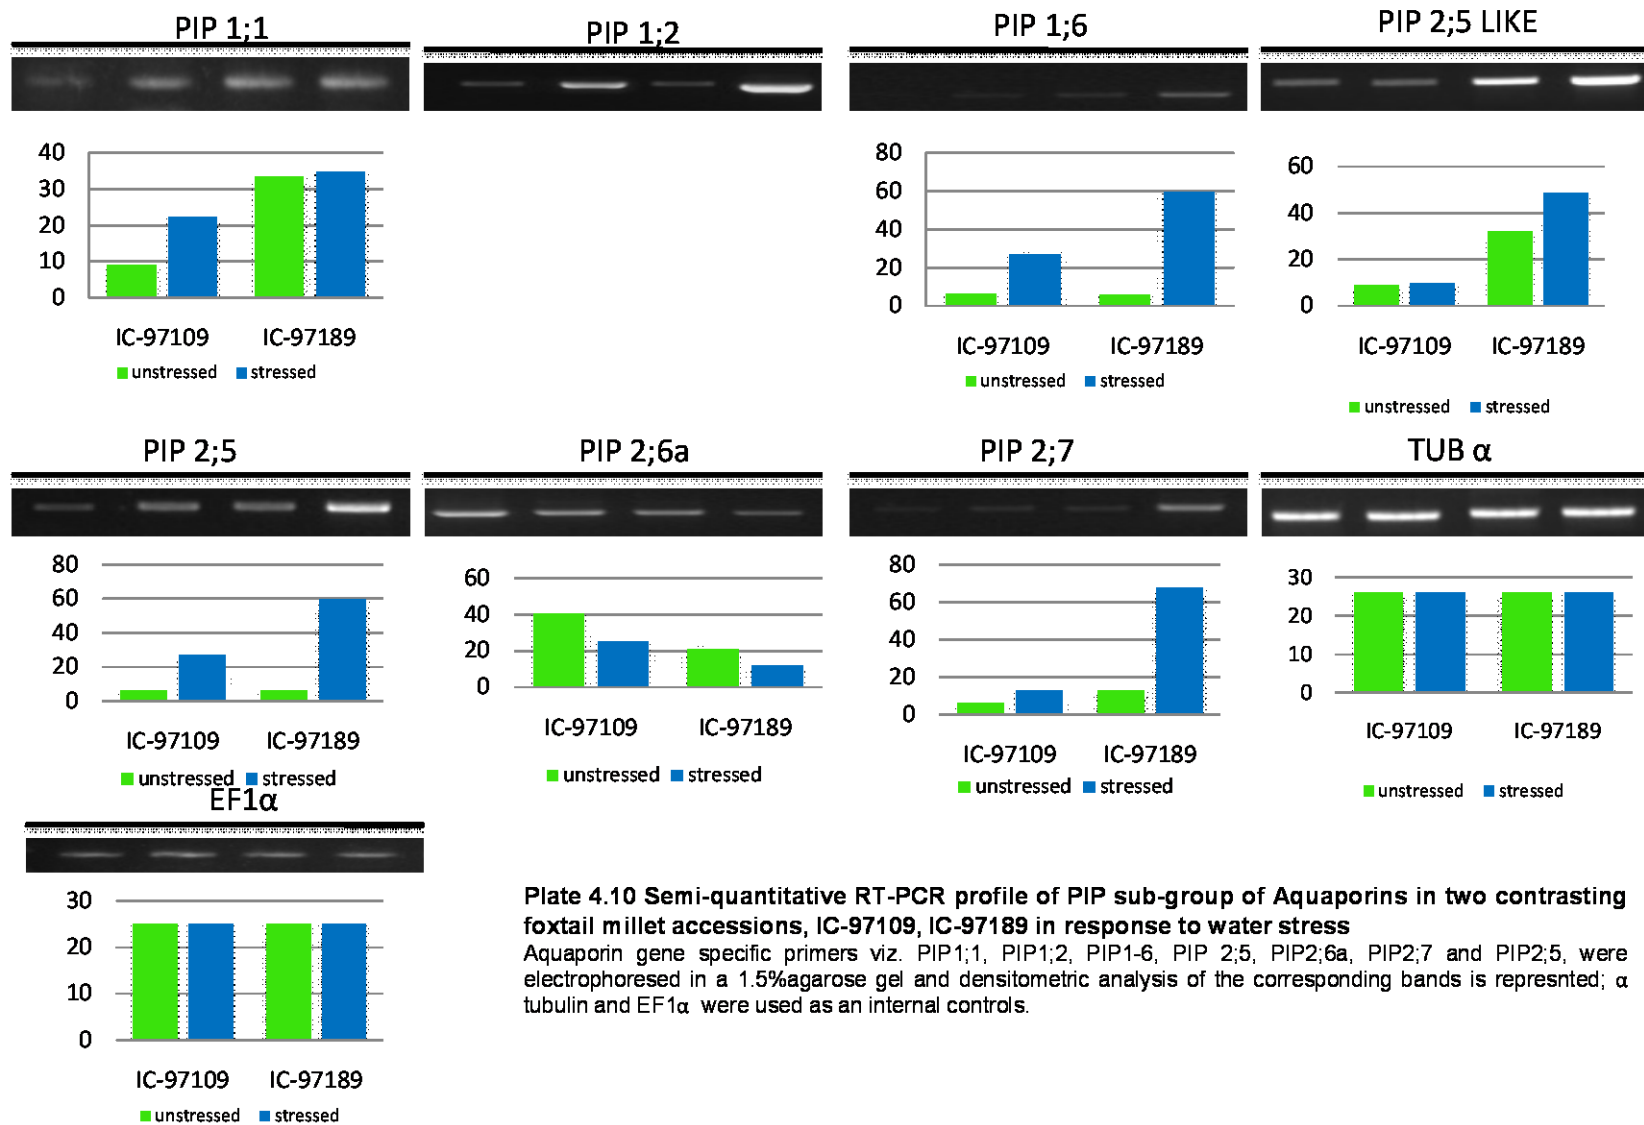 PIP 1;1
PIP 1;2
PIP 1;6
PIP 2;5 LIKE
40
30
20
10
0
IC-97109 IC-97189
unstressed stressed
80
60
40
20
0
IC-97109 IC-97189
unstressed stressed
60
40
20
0
IC-97109 IC-97189
unstressed stressed
PIP 2;5
PIP 2;6a
PIP 2;7
TUB α
80
60
40
20
0
IC-97109 IC-97189
unstressed stressed
60
40
20
0
IC-97109 IC-97189
unstressed stressed
80
60
40
20
0
IC-97109 IC-97189
unstressed stressed
30
20
10
0
IC-97109 IC-97189
unstressed stressed
EF1α
30
20
10
0
IC-97109 IC-97189
unstressed stressed
Plate 4.10 Semi-quantitative RT-PCR profile of PIP sub-group of Aquaporins in two contrasting
foxtail millet accessions, IC-97109, IC-97189 in response to water stress
Aquaporin gene specific primers viz. PIP1;1, PIP1;2, PIP1-6, PIP 2;5, PIP2;6a, PIP2;7 and PIP2;5, were
electrophoresed in a 1.5%agarose gel and densitometric analysis of the corresponding bands is represnted; α
tubulin and EF1α were used as an internal controls.